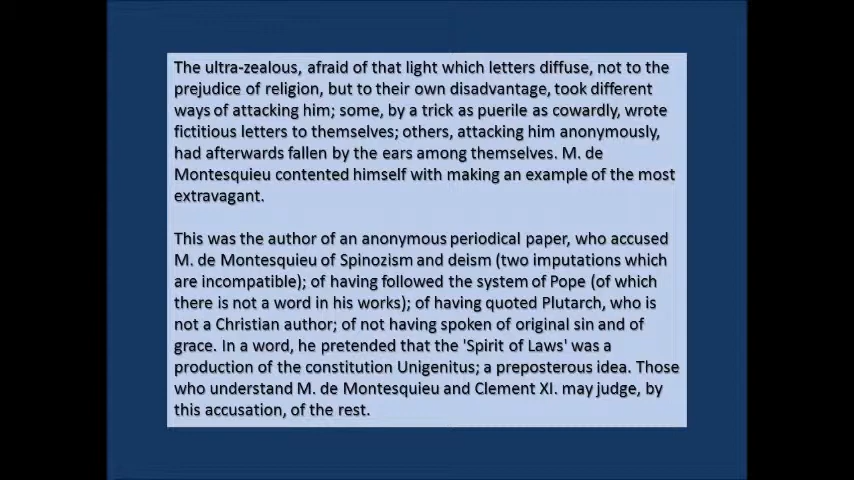 The ultra-zealous, afraid of that light which letters diffuse, not to the
prejudice of religion, but to their own disadvantage, took different
ways of attacking him; some, by a trick as puerile as cowardly, wrote
fictitious letters to themselves; others, attacking him anonymously,
had afterwards fallen by the ears among themselves. M. de
Montesquieu contented himself with making an example of the most
extravagant.
This was the author of an anonymous periodical paper, who accused
M. de Montesquieu of Spinozism and deism (two imputations which
are incompatible); of having followed the system of Pope (of which
there is not a word in his works); of having quoted Plutarch, who is
not a Christian author; of not having spoken of original sin and of
grace. In a word, he pretended that the 'Spirit of Laws' was a
production of the constitution Unigenitus; a preposterous idea. Those
who understand M. de Montesquieu and Clement XI. may judge, by
this accusation, of the rest.